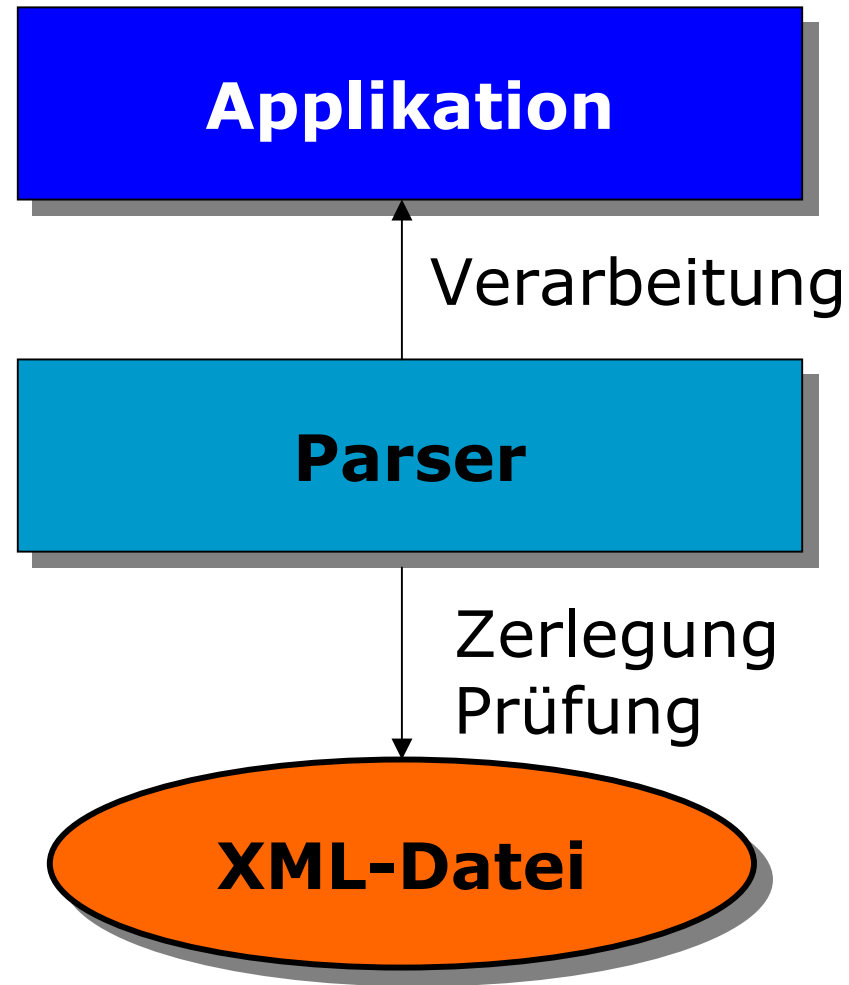 Applikation
Verarbeitung
Parser
Zerlegung
Prüfung
XML-Datei